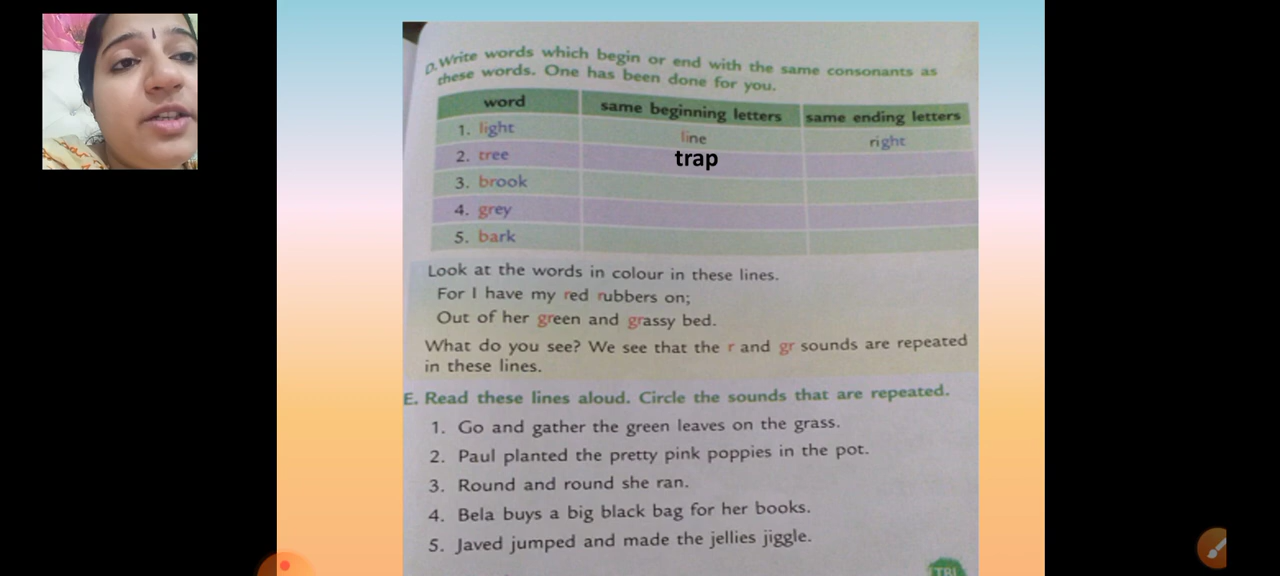 D. Write words which begin or end with the same consonants as
these words. One has been done for you.
word same beginning letters same ending letters
1. light line right
2. tree trap
3. brook
4. grey
5. bark
Look at the words in colour in these lines.
For I have my red rubbers on;
Out of her green and grassy bed.
What do you see? We see that the r and gr sounds are repeated
in these lines.
E. Read these lines aloud. Circle the sounds that are repeated.
1. Go and gather the green leaves on the grass.
2. Paul planted the pretty pink poppies in the pot.
3. Round and round she ran.
4. Bela buys a big black bag for her books.
5. Javed jumped and made the jellies jiggle.